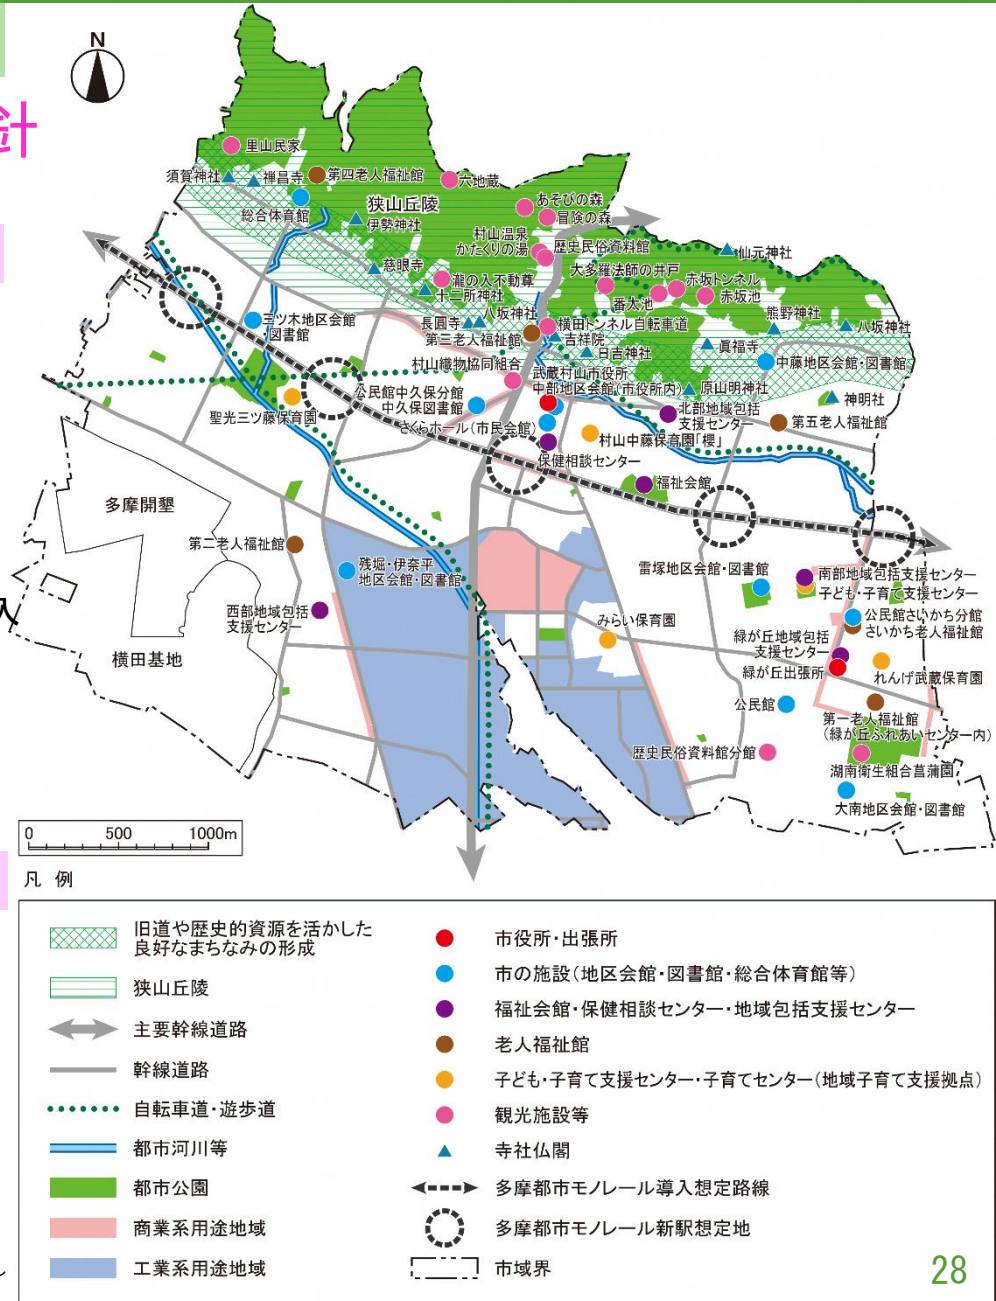 N
針
里山民家
須賀神社
禅昌寺
第四老人福祉館
六地蔵
総合体育館
狭山丘陵
伊勢神社
あそびの森
冒険の森
村山温泉
かたくりの湯
歴史民俗資料館
仙元神社
慈眼寺
滝の入不動尊
十二所神社
大多羅法師の井戸
赤坂トンネル
番太池
赤坂池
三ツ木地区会館
図書館
長圓寺
八坂神社
横田トンネル自転車道
熊野神社
八坂神社
第三老人福祉館
吉祥院
日吉神社
眞福寺
中藤地区会館・図書館
村山織物協同組合
武蔵村山市役所
中部地区会館(市役所内)
原山明神社
神明社
公民館中久保分館
中久保図書館
聖光三ツ藤保育園
さくらホール(市民会館)
北部地域包括
支援センター
第五老人福祉館
村山中藤保育園「櫻」
保健相談センター
福祉会館
多摩開墾
第二老人福祉館
残堀・伊奈平
地区会館・図書館
雷塚地区会館・図書館
南部地域包括支援センター
子ども・子育て支援センター
入
西部地域包括
支援センター
みらい保育園
公民館さいかち分館
さいかち老人福祉館
緑が丘地域包括
支援センター
横田基地
緑が丘出張所
れんげ武蔵保育園
公民館
第一老人福祉館
(緑が丘ふれあいセンター内)
歴史民俗資料館分館
湖南衛生組合菖蒲園
大南地区会館・図書館
0 500 1000m
凡 例
旧道や歴史的資源を活かした
良好なまちなみの形成
狭山丘陵
主要幹線道路
幹線道路
自転車道・遊歩道
都市河川等
都市公園
商業系用途地域
工業系用途地域
市役所・出張所
市の施設(地区会館・図書館・総合体育館等)
福祉会館・保健相談センター・地域包括支援センター
老人福祉館
子ども・子育て支援センター・子育てセンター(地域子育て支援拠点)
観光施設等
寺社仏閣
多摩都市モノレール導入想定路線
多摩都市モノレール新駅想定地
市域界
28